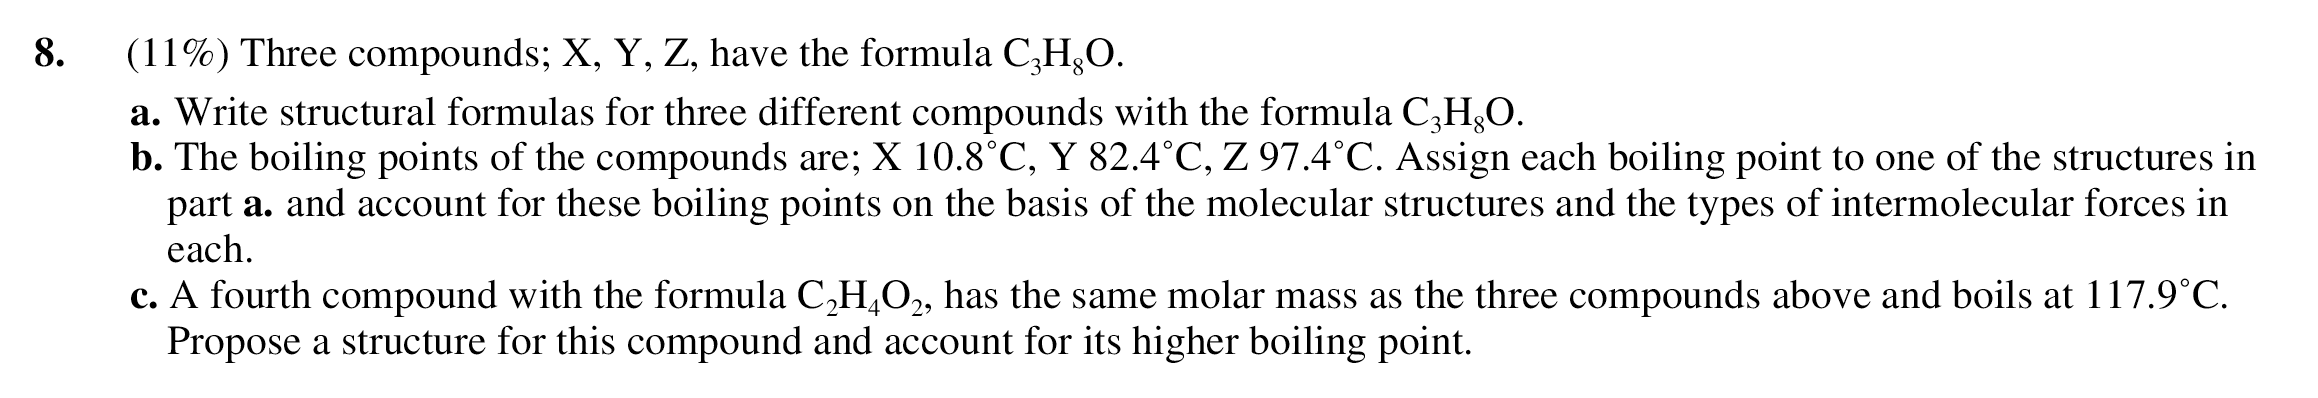 8. (11%) Three compounds; X, Y, Z, have the formula C₃H₈O.
a. Write structural formulas for three different compounds with the formula C₃H₈O.
b. The boiling points of the compounds are; X 10.8˚C, Y 82.4˚C, Z 97.4˚C. Assign each boiling point to one of the structures in
part a. and account for these boiling points on the basis of the molecular structures and the types of intermolecular forces in
each.
c. A fourth compound with the formula C₂H₄O₂, has the same molar mass as the three compounds above and boils at 117.9˚C.
Propose a structure for this compound and account for its higher boiling point.